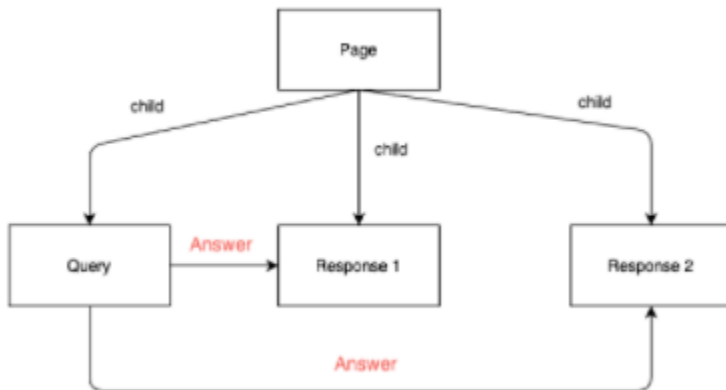 Page
child
child
child
Query
Answer
Response 1
Response 2
Answer